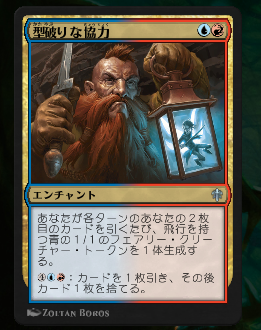 型破りな協力
エンチャント
あなたが各ターンのあなたの２枚
目のカードを引くたび、飛行を持
つ青の１/１のフェアリー・クリー
チャー・トークンを１体生成す
る。
④：カードを１枚引き、その後
カード１枚を捨てる。
ZOLTAN BOROS